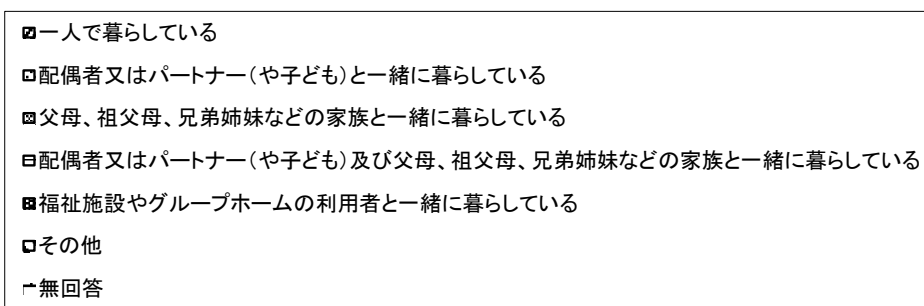 一人で暮らしている
配偶者又はパートナー（や子ども）と一緒に暮らしている
父母、祖父母、兄弟姉妹などの家族と一緒に暮らしている
配偶者又はパートナー（や子ども）及び父母、祖父母、兄弟姉妹などの家族と一緒に暮らしている
福祉施設やグループホームの利用者と一緒に暮らしている
その他
無回答